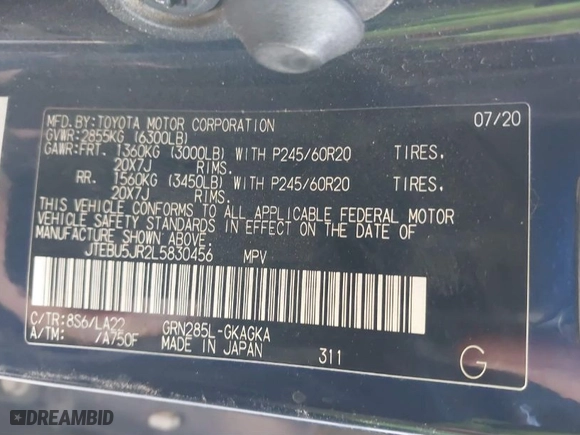 MFD.BY:TOYOTA MOTOR CORPORATION 07/20
GVWR:2855KG (6300LB)
GAWR:FRT. 1360KG (3000LB) WITH P245/60R20 TIRES,
20X7J RIMS.
RR. 1560KG (3450LB) WITH P245/60R20 TIRES,
20X7J RIMS.
THIS VEHICLE CONFORMS TO ALL APPLICABLE FEDERAL MOTOR
VEHICLE SAFETY STANDARDS IN EFFECT ON THE DATE OF
MANUFACTURE SHOWN ABOVE.
JTEBU5JR2L5830456 MPV
C/TR:8S6/LA22 GRN285L-GKAGKA
A/TM: /A750F MADE IN JAPAN 311 G
DREAMBID